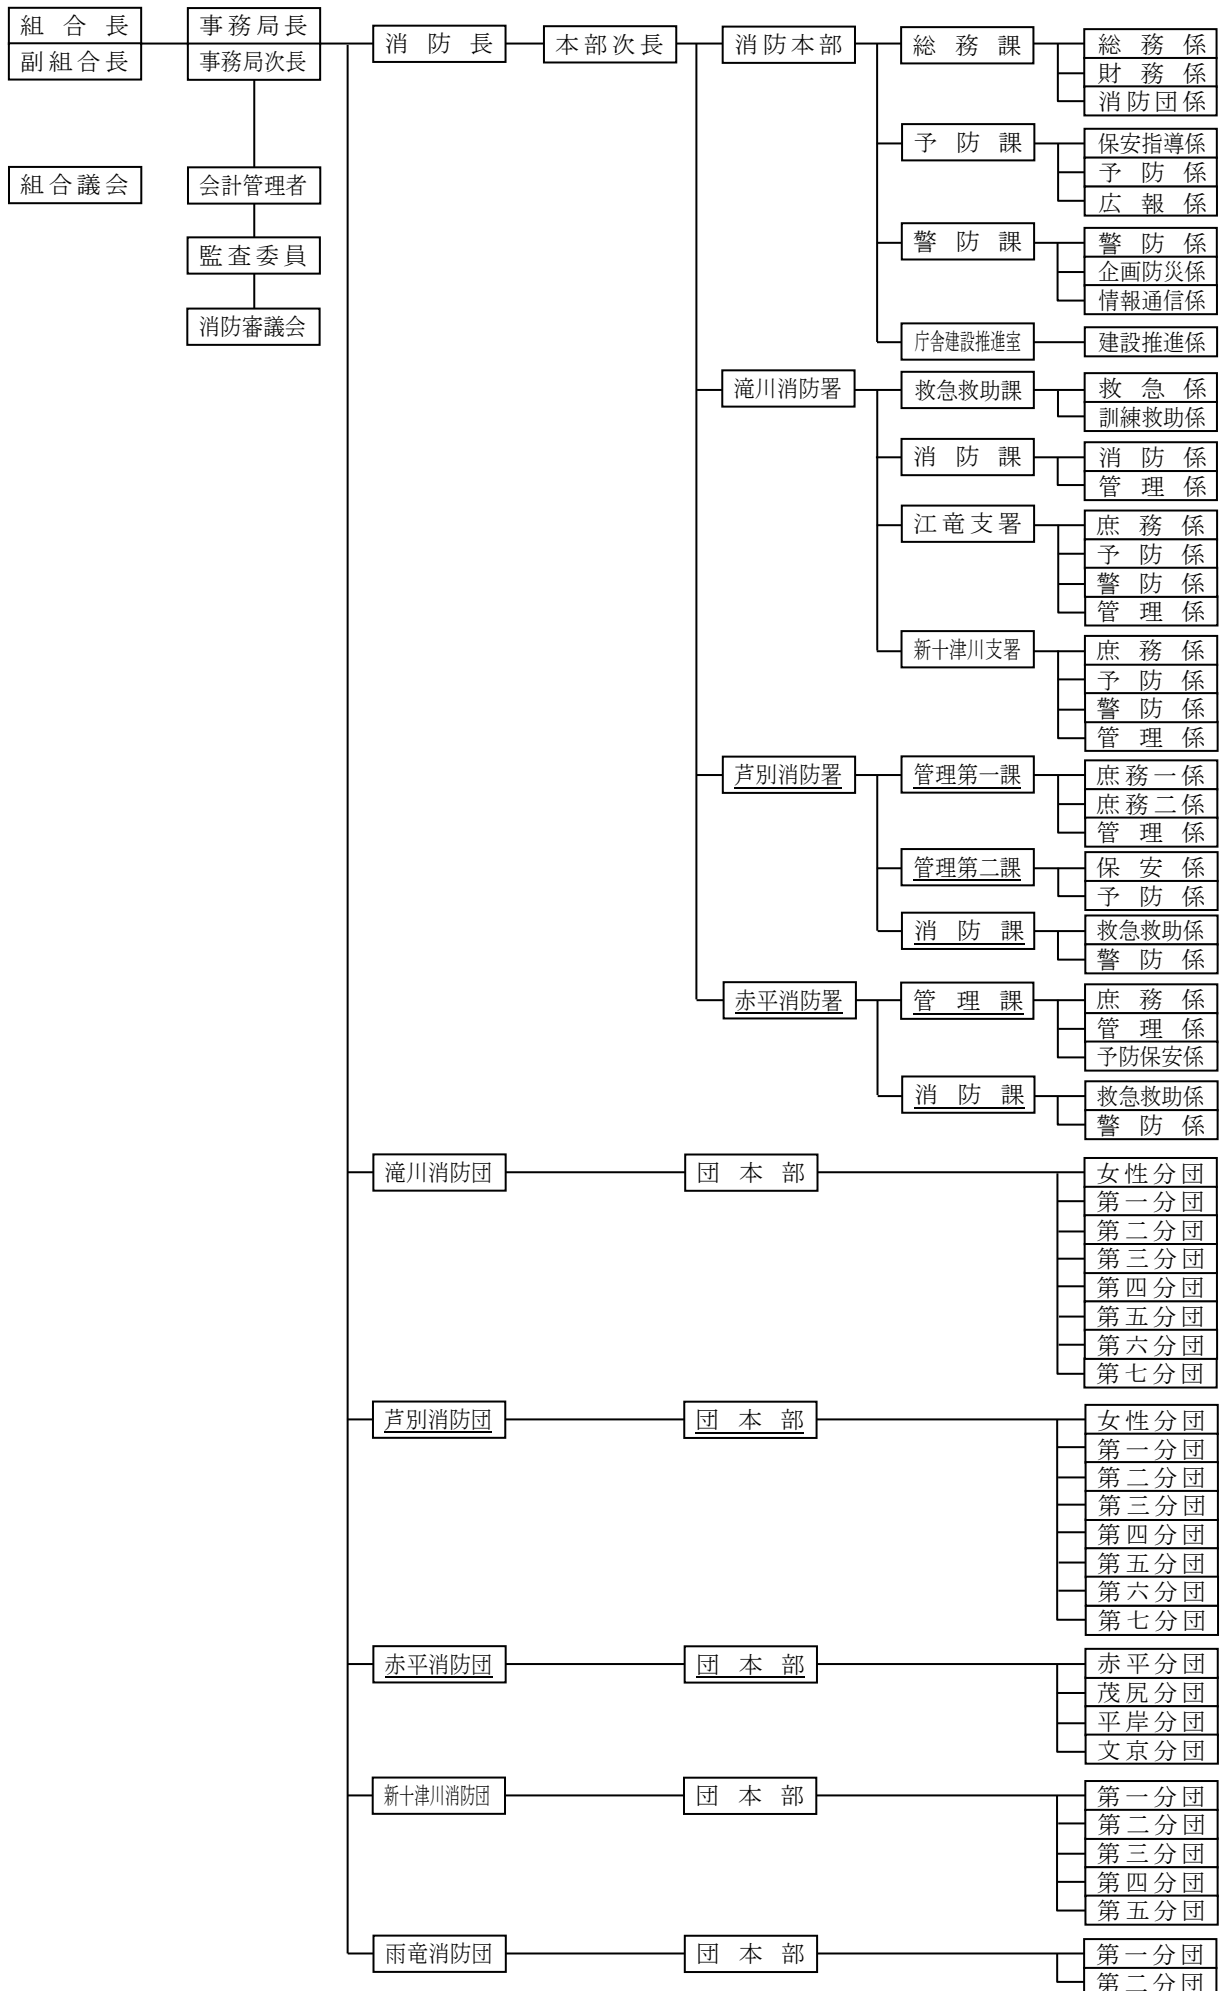 組合長
副組合長
組合議会
事務局長
事務局次長
会計管理者
監査委員
消防審議会
消防長
本部次長
消防本部
総務課
総務係
財務係
消防団係
予防課
保安指導係
予防係
広報係
警防課
警防係
企画防災係
情報通信係
庁舎建設推進室
建設推進係
滝川消防署
救急救助課
救急係
訓練救助係
消防課
消防係
管理係
江竜支署
庶務係
予防係
警防係
管理係
新十津川支署
庶務係
予防係
警防係
管理係
芦別消防署
管理第一課
庶務一係
庶務二係
管理係
管理第二課
保安係
予防係
消防課
救急救助係
警防係
赤平消防署
管理課
庶務係
管理係
予防保安係
消防課
救急救助係
警防係
滝川消防団
団本部
女性分団
第一分団
第二分団
第三分団
第四分団
第五分団
第六分団
第七分団
芦別消防団
団本部
女性分団
第一分団
第二分団
第三分団
第四分団
第五分団
第六分団
第七分団
赤平消防団
団本部
赤平分団
茂尻分団
平岸分団
文京分団
新十津川消防団
団本部
第一分団
第二分団
第三分団
第四分団
第五分団
雨竜消防団
団本部
第一分団
第二分団